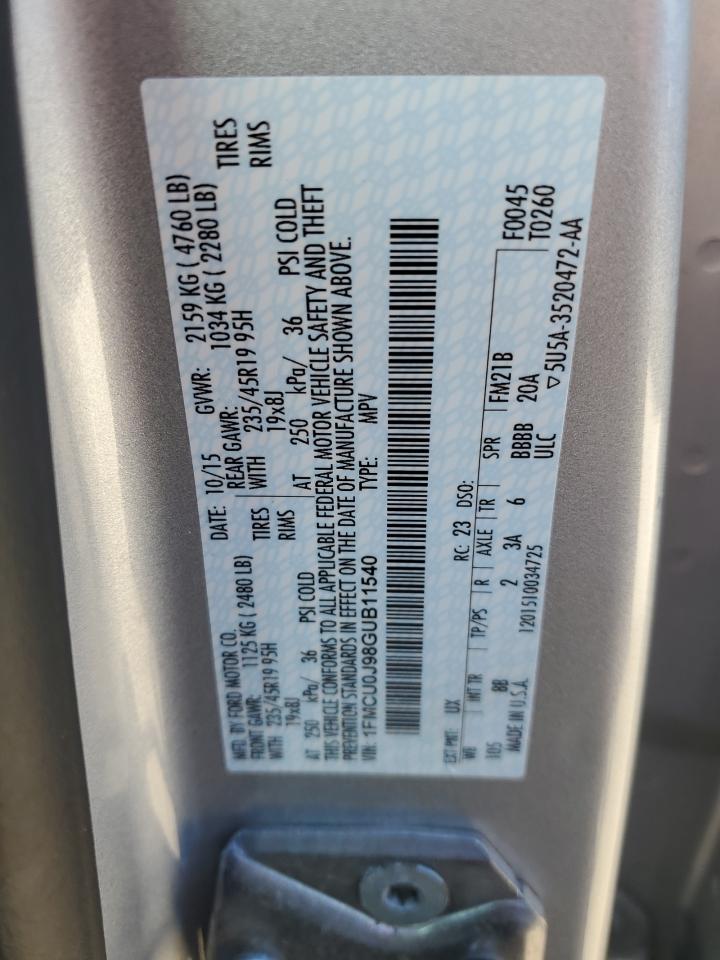 MFD. BY FORD MOTOR CO.
DATE: 10/15 GVWR: 2159 KG ( 4760 LB)
FRONT GAWR: 1125 KG ( 2480 LB) REAR GAWR: 1034 KG ( 2280 LB)
WITH 235/45R19 95H TIRES WITH 235/45R19 95H TIRES
19x8J RIMS 19x8J RIMS
AT 250 kPa/ 36 PSI COLD AT 250 kPa/ 36 PSI COLD
THIS VEHICLE CONFORMS TO ALL APPLICABLE FEDERAL MOTOR VEHICLE SAFETY AND THEFT
PREVENTION STANDARDS IN EFFECT ON THE DATE OF MANUFACTURE SHOWN ABOVE.
VIN: 1FMCU0J98GUB11540 TYPE: MPV
EXT PNT: UX RC: 23 DSO:
WB INT TR TP/PS R AXLE TR SPR FM21B F0045
105 8B 2 3A 6 BBBB 20A T0260
MADE IN U.S.A. 1201510034725 ULC ▽5U5A-3520472-AA